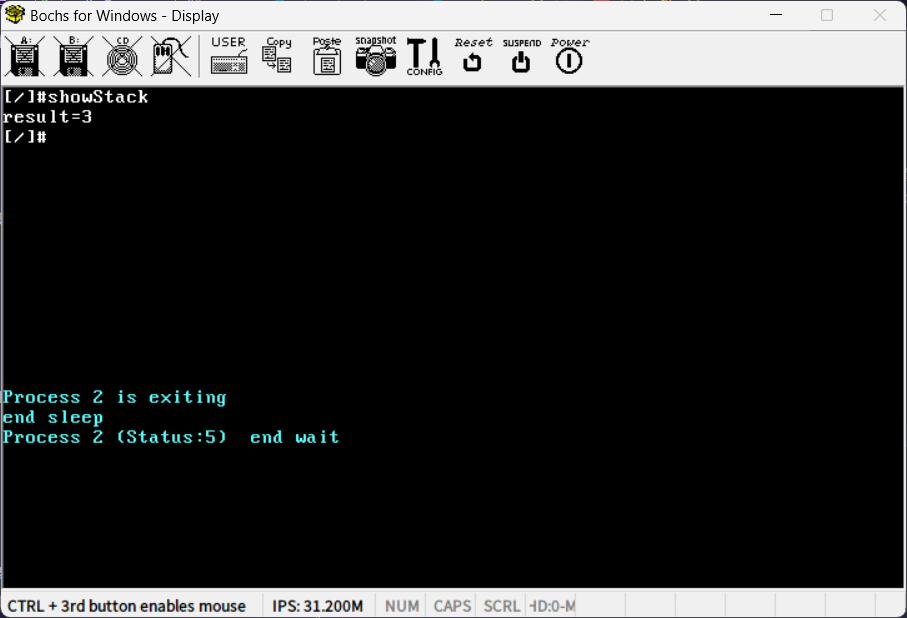 Bochs for Windows - Display
A: B: CD USER Copy Paste snapshot CONFIG Reset SUSPEND Power
[/]#showStack
result=3
[/]#
Process 2 is exiting
end sleep
Process 2 (Status:5)  end wait
CTRL + 3rd button enables mouse IPS: 31.200M NUM CAPS SCRL HD:0-M